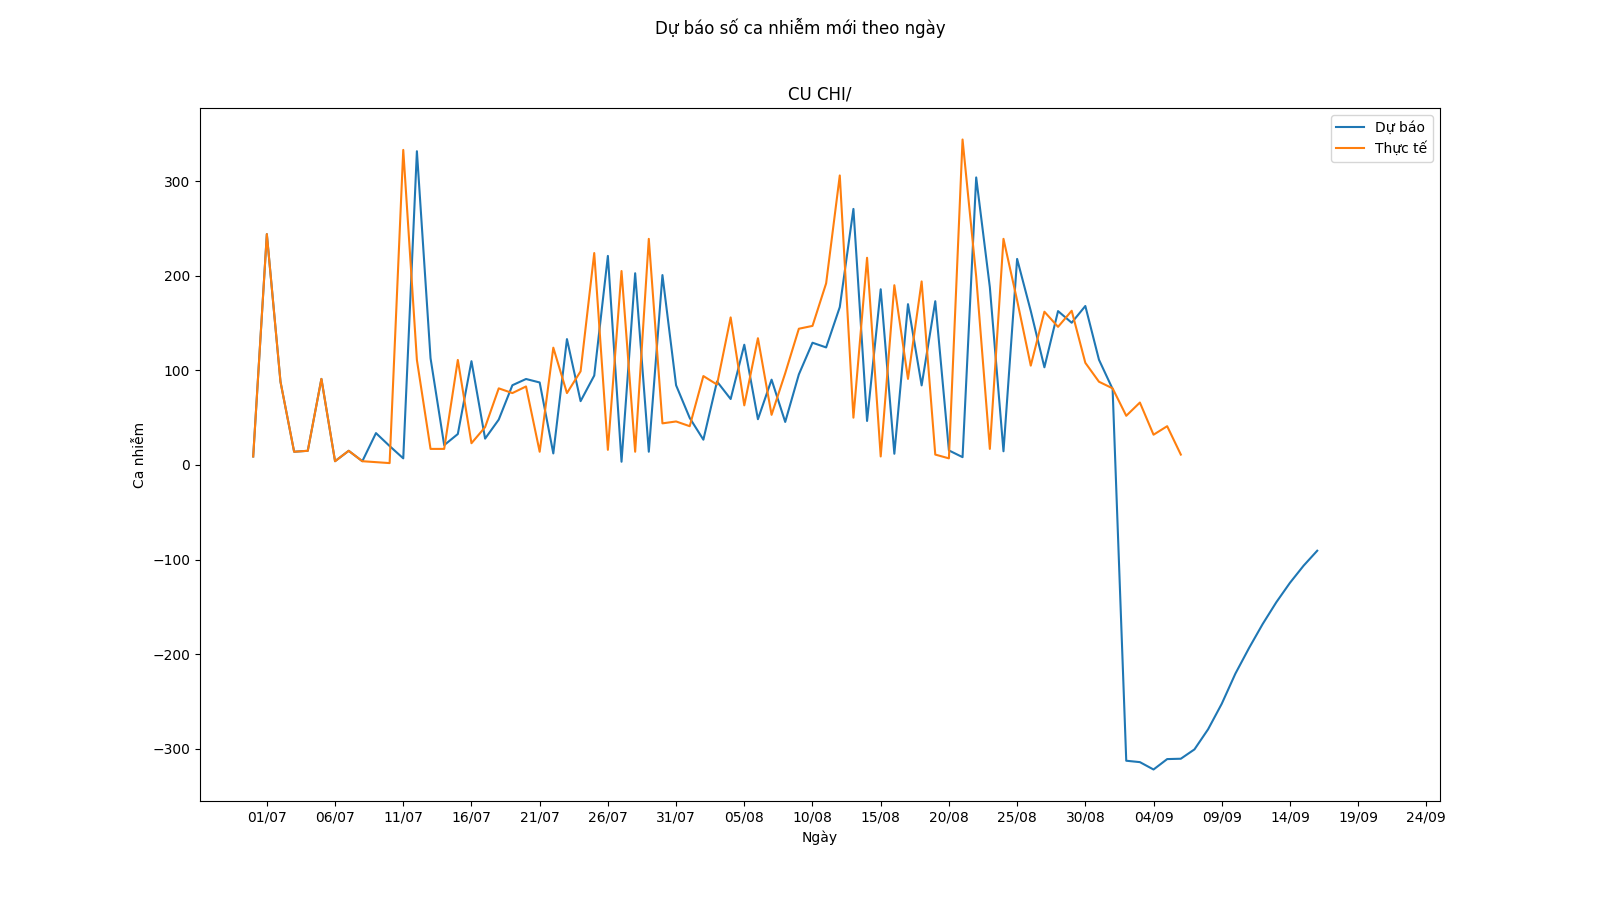 Dự báo số ca nhiễm mới theo ngày
CU CHI/
Dự báo
Thực tế
300
200
100
0
−100
−200
−300
Ca nhiễm
01/07 06/07 11/07 16/07 21/07 26/07 31/07 05/08 10/08 15/08 20/08 25/08 30/08 04/09 09/09 14/09 19/09 24/09
Ngày